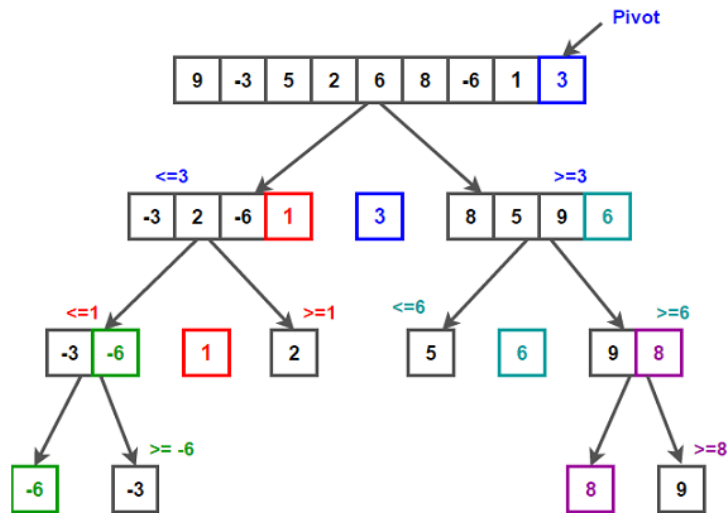 Pivot
9 -3 5 2 6 8 -6 1 3
<=3 >=3
-3 2 -6 1 3 8 5 9 6
<=1 >=1 <=6 >=6
-3 -6 1 2 5 6 9 8
>= -6 >=8
-6 -3 8 9